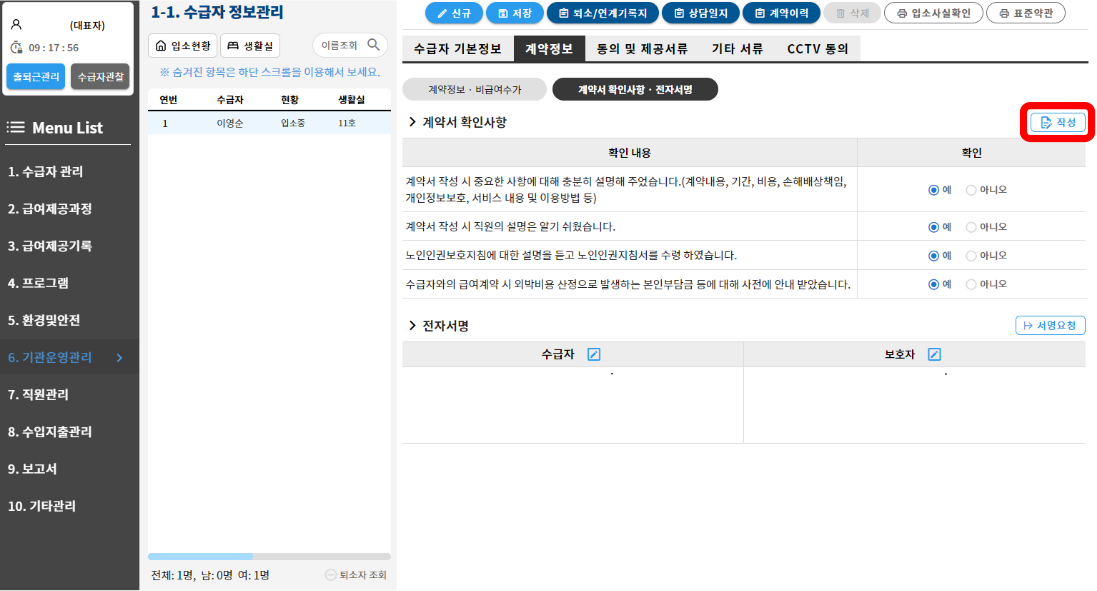 (대표자)
09 : 17 : 56
출퇴근관리
수급자관찰
Menu List
1. 수급자 관리
2. 급여제공과정
3. 급여제공기록
4. 프로그램
5. 환경및안전
6. 기관운영관리
7. 직원관리
8. 수입지출관리
9. 보고서
10. 기타관리
1-1. 수급자 정보관리
입소현황
생활실
이름조회
※ 숨겨진 항목은 하단 스크롤을 이용해서 보세요.
연번 수급자 현황 생활실
1 이영순 입소중 11호
전체: 1명, 남: 0명 여: 1명
퇴소자 조회
신규
저장
퇴소/연계기록지
상담일지
계약이력
삭제
입소사실확인
표준약관
수급자 기본정보 계약정보 동의 및 제공서류 기타 서류 CCTV 동의
계약정보 · 비급여수가
계약서 확인사항 · 전자서명
계약서 확인사항
작성
확인 내용 확인
계약서 작성 시 중요한 사항에 대해 충분히 설명해 주었습니다.(계약내용, 기간, 비용, 손해배상책임,
개인정보보호, 서비스 내용 및 이용방법 등)
예 아니오
계약서 작성 시 직원의 설명은 알기 쉬웠습니다. 예 아니오
노인인권보호지침에 대한 설명을 듣고 노인인권지침서를 수령 하였습니다. 예 아니오
수급자와의 급여계약 시 외박비용 산정으로 발생하는 본인부담금 등에 대해 사전에 안내 받았습니다. 예 아니오
전자서명
서명요청
수급자 보호자